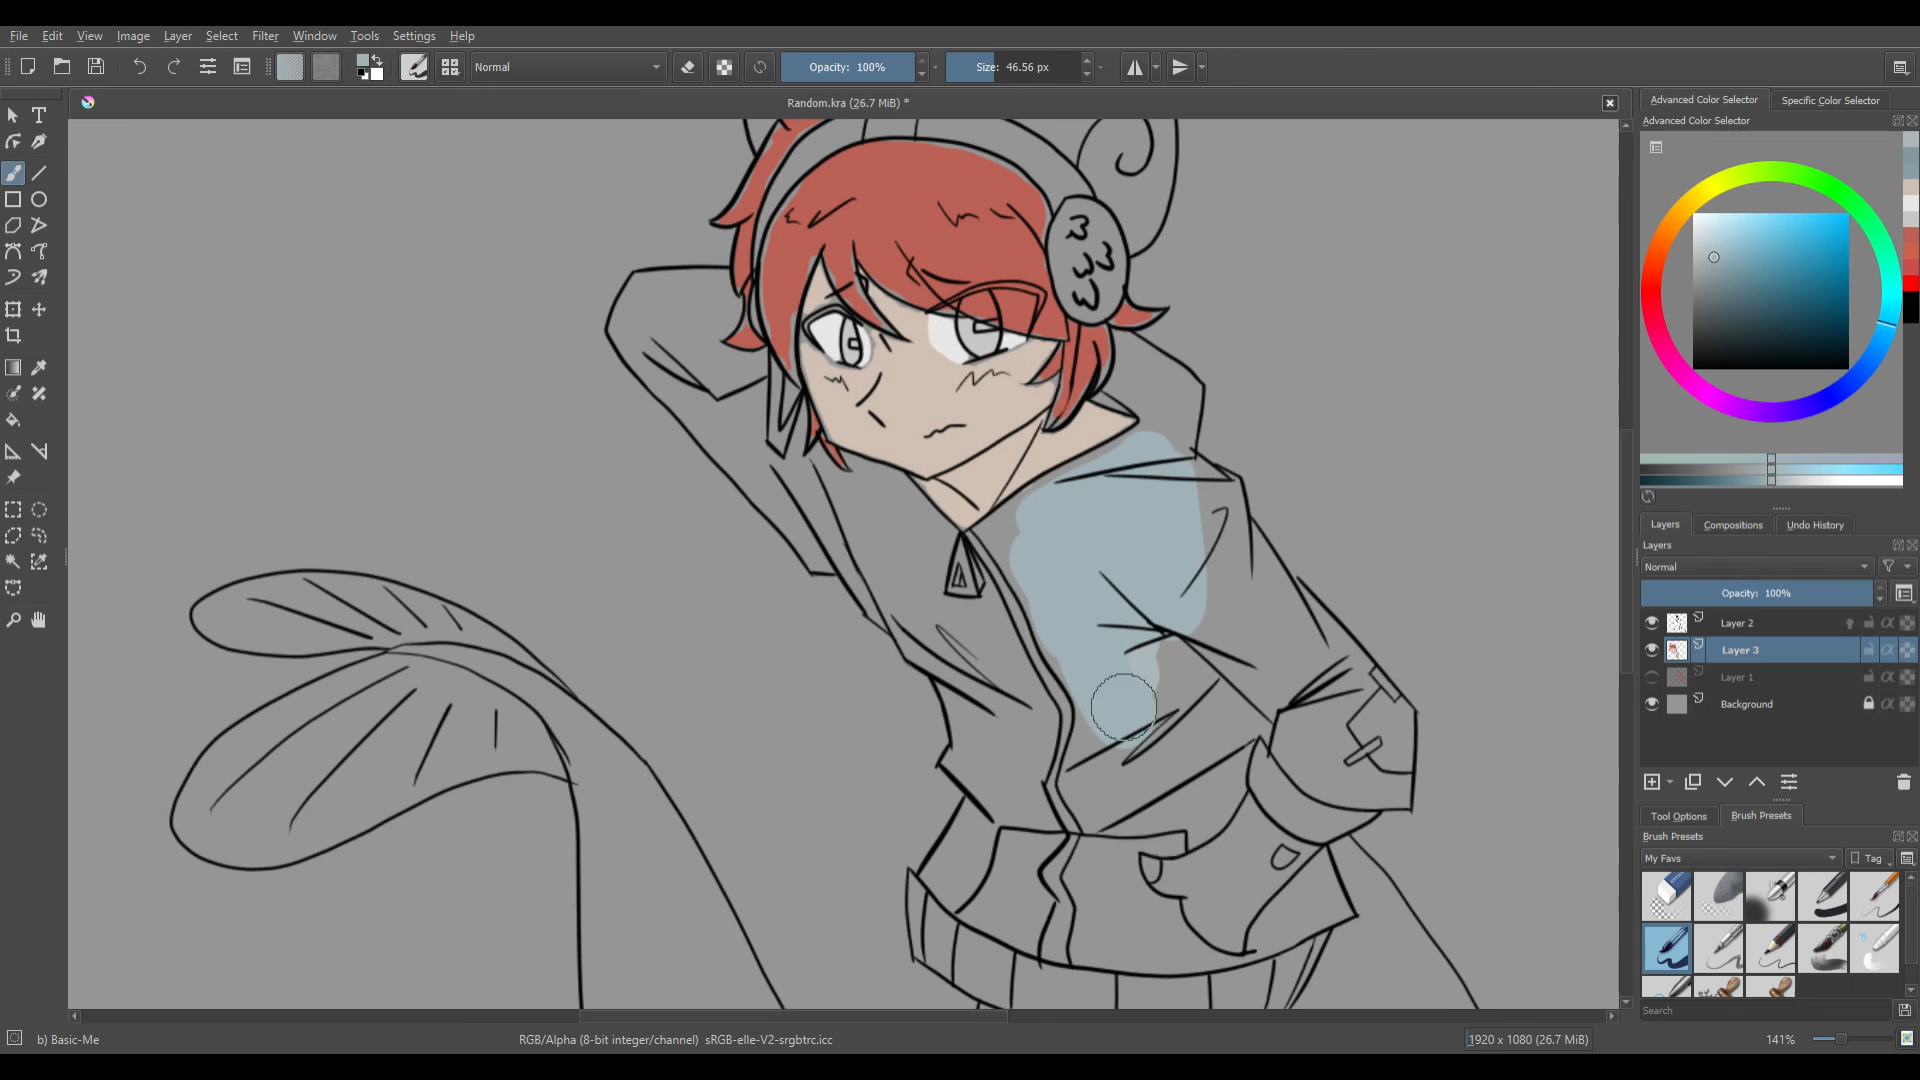 File Edit View Image Layer Select Filter Window Tools Settings Help
Normal Opacity: 100% Size: 46.56 px
Random.kra (26.7 MiB) *
Advanced Color Selector Specific Color Selector
Advanced Color Selector
Layers Compositions Undo History
Layers
Normal
Opacity: 100%
Layer 2
Layer 3
Layer 1
Background
Tool Options Brush Presets
Brush Presets
My Favs Tag
Search
b) Basic-Me RGB/Alpha (8-bit integer/channel) sRGB-elle-V2-srgbtrc.icc 1920 x 1080 (26.7 MiB) 141%